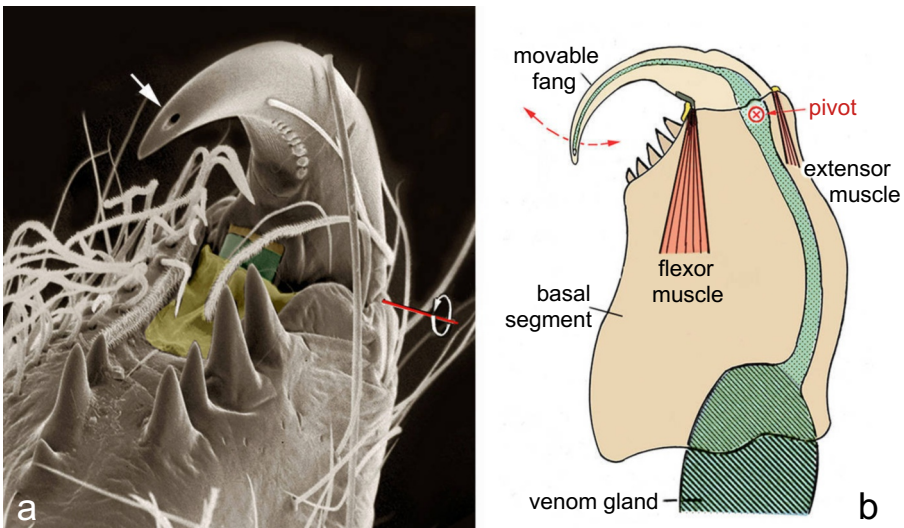 movable
fang
pivot
extensor
muscle
flexor
muscle
basal
segment
venom gland
a
b